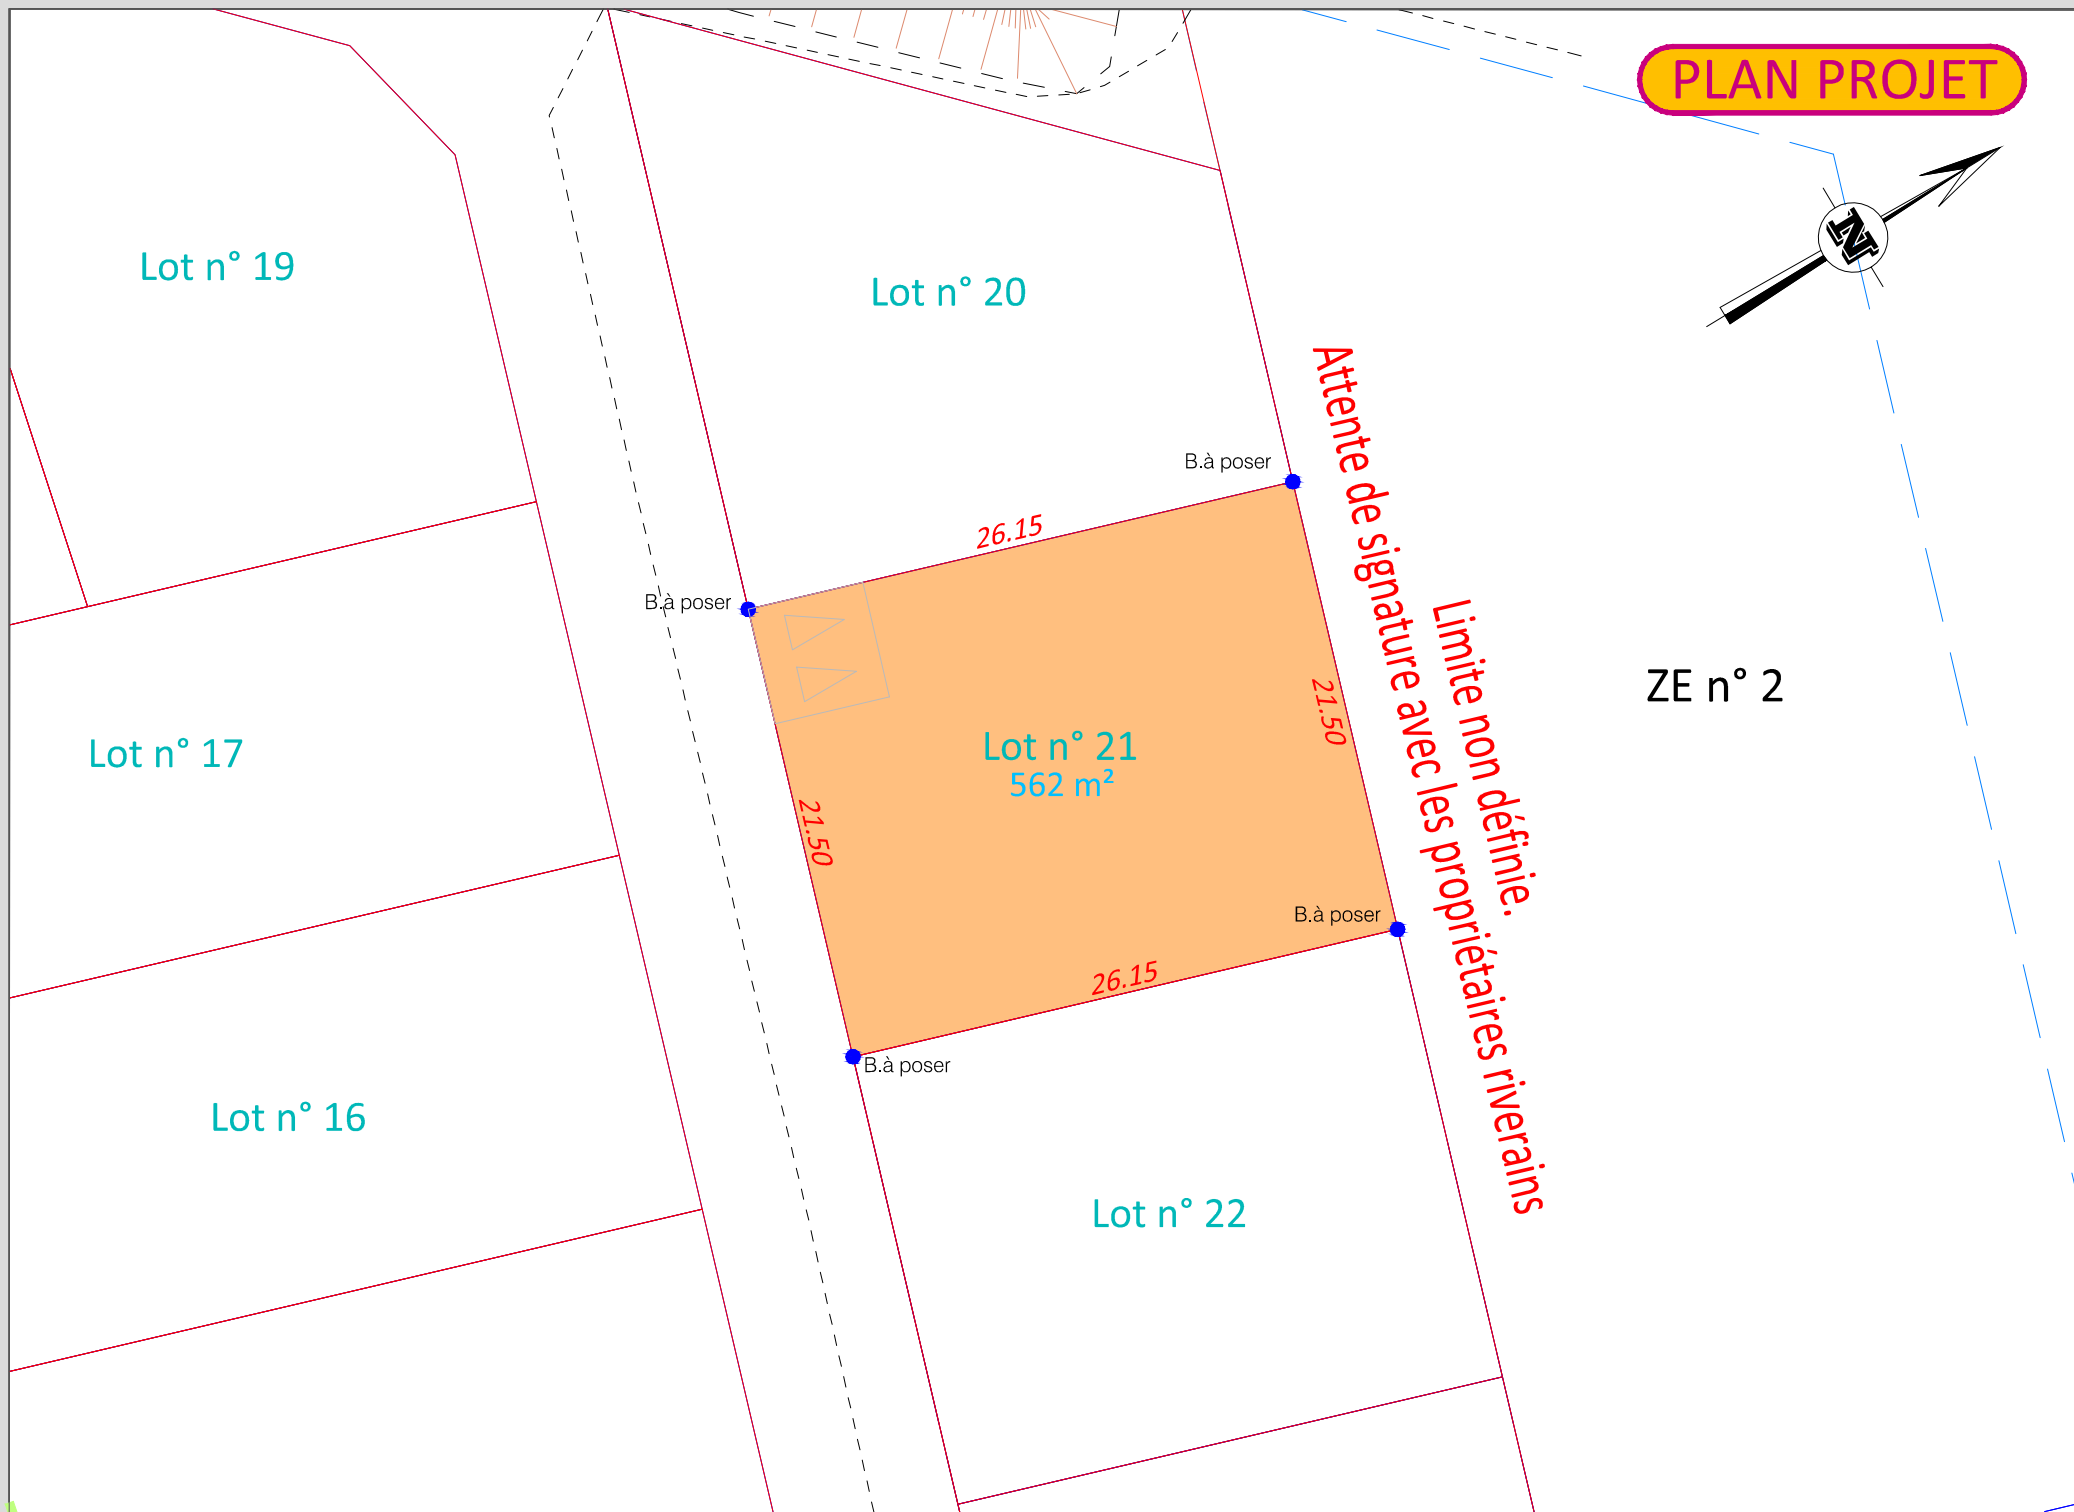 PLAN PROJET
N
Lot n° 19
Lot n° 20
Attente de signature avec les propriétaires riverains
Limite non définie.
B.à poser
26.15
B.à poser
21.50
ZE n° 2
Lot n° 17
Lot n° 21
562 m²
21.50
B.à poser
26.15
B.à poser
Lot n° 16
Lot n° 22